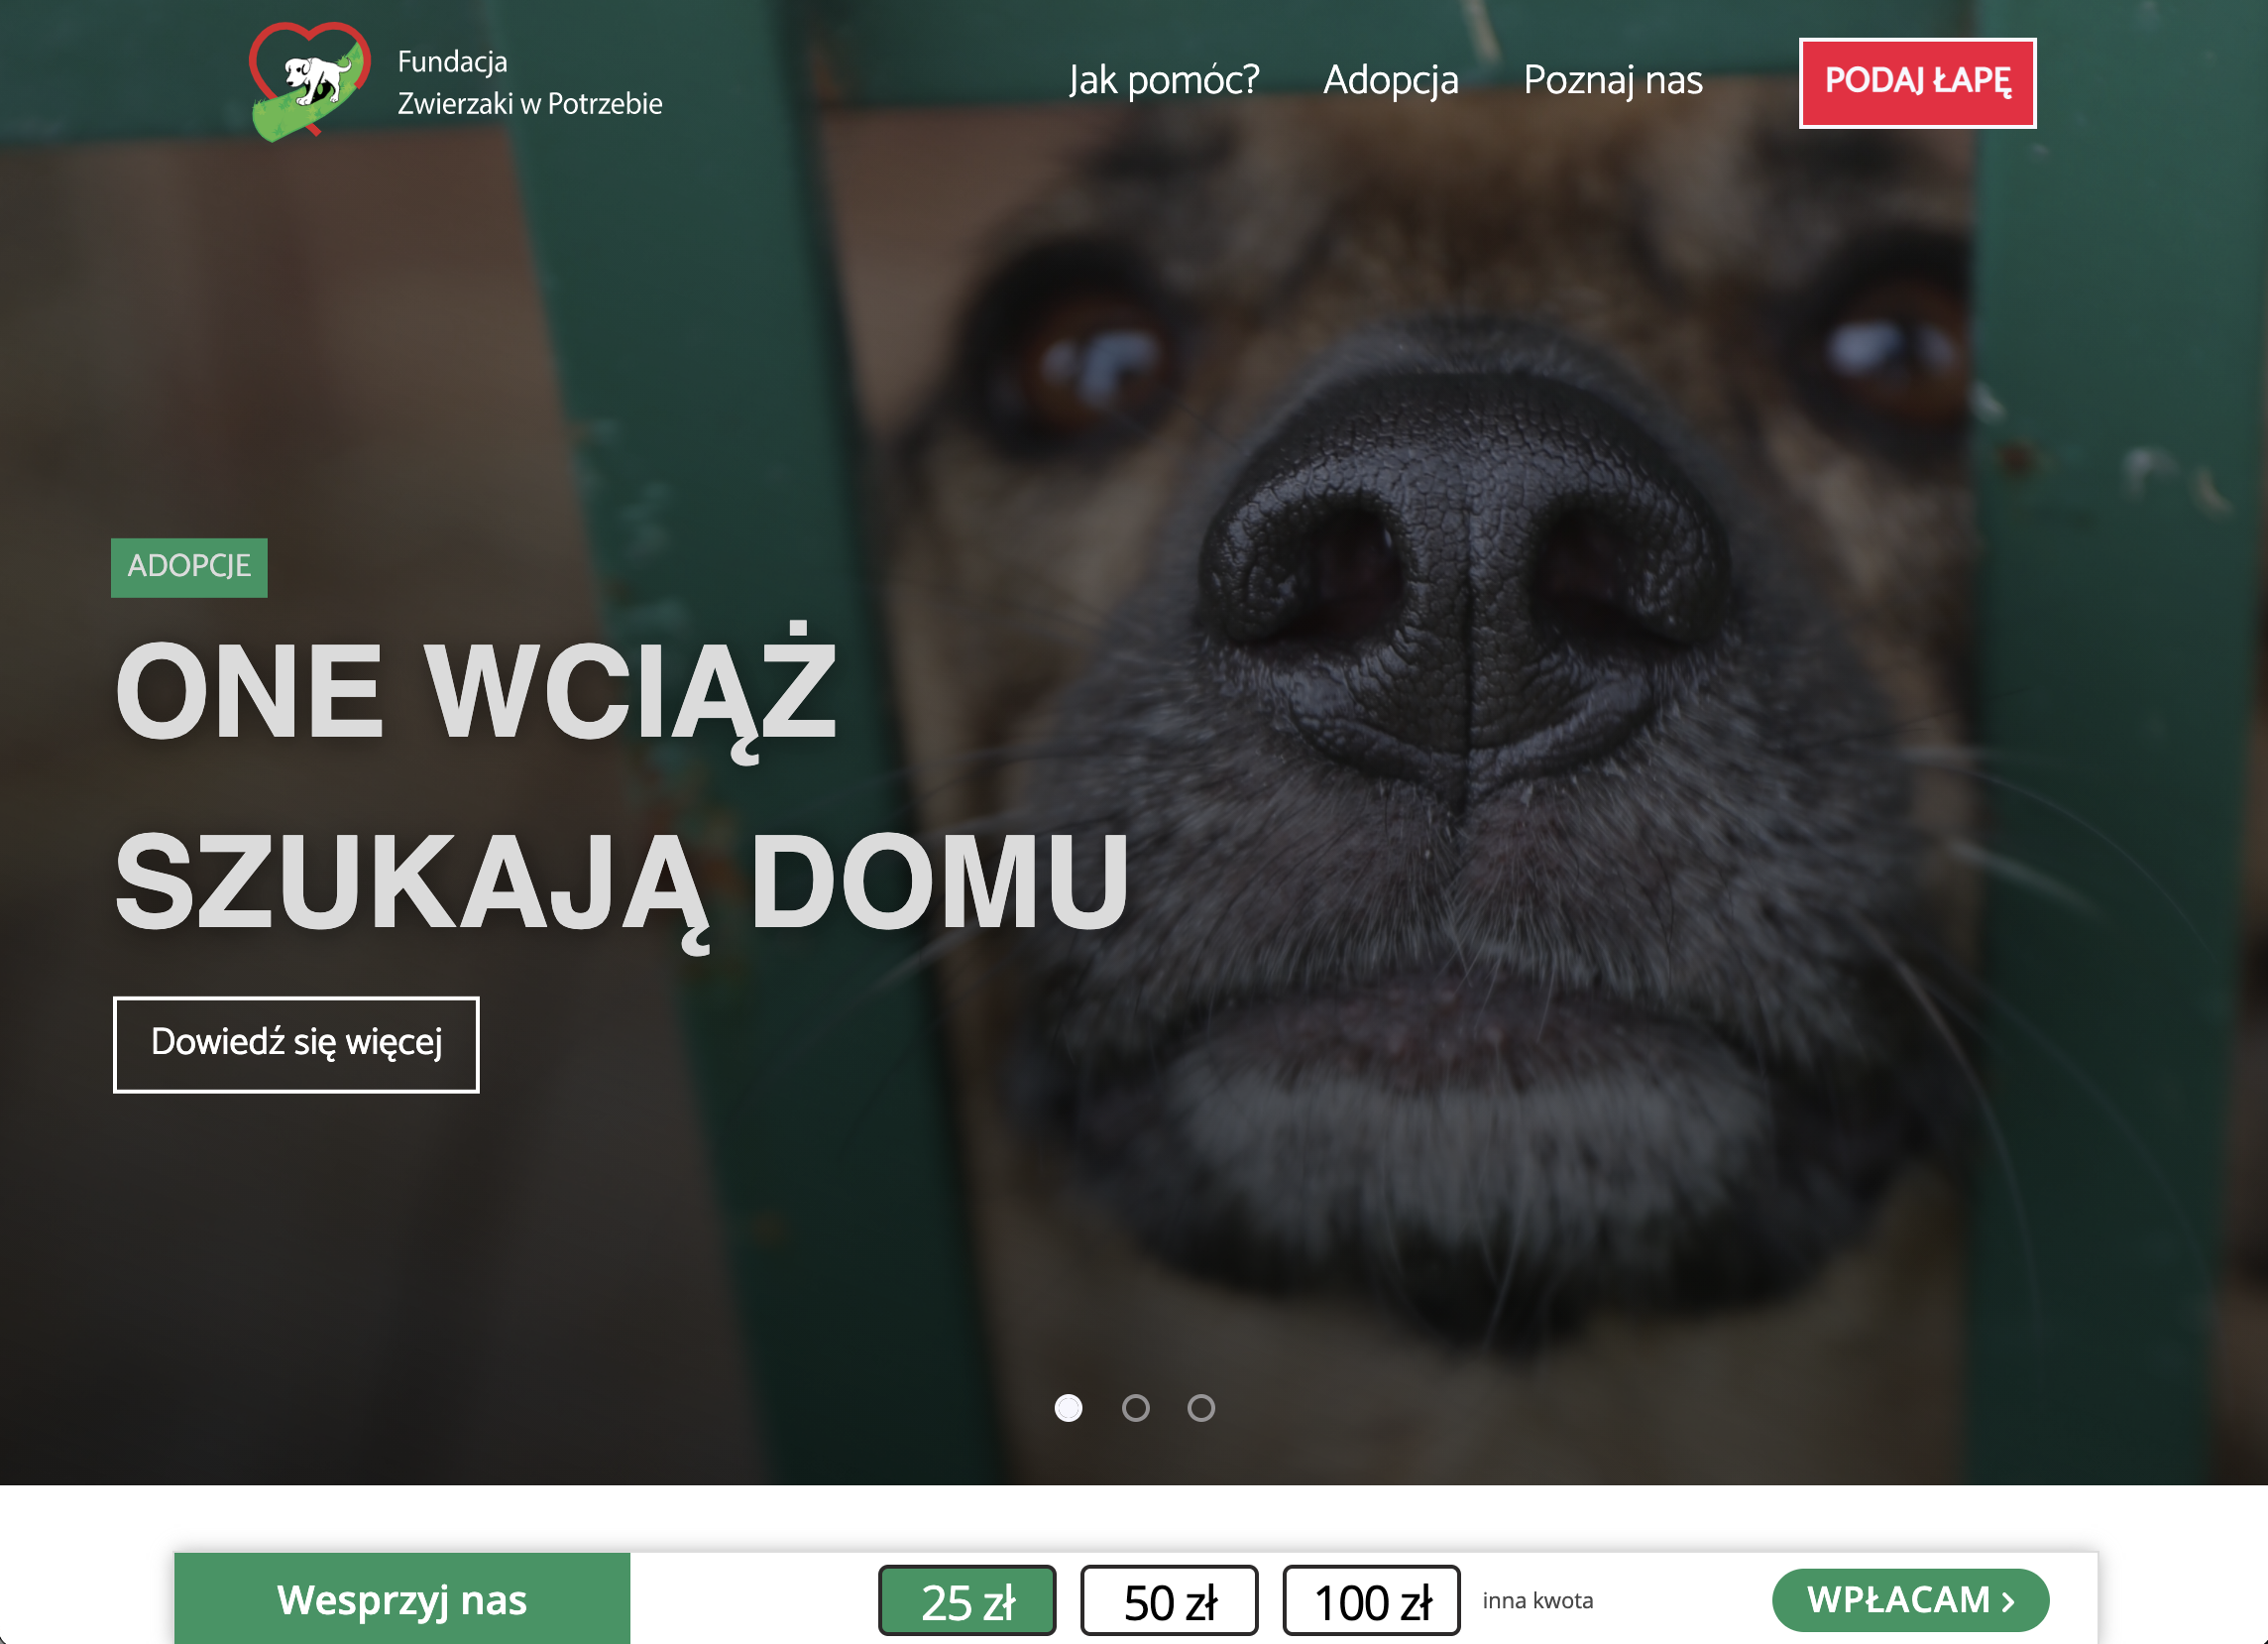 Fundacja
Zwierzaki w Potrzebie
Jak pomóc?
Adopcja
Poznaj nas
PODAJ ŁAPĘ
ADOPCJE
ONE WCIĄŻ
SZUKAJĄ DOMU
Dowiedź się więcej
Wesprzyj nas
25 zł
50 zł
100 zł
inna kwota
WPŁACAM ›